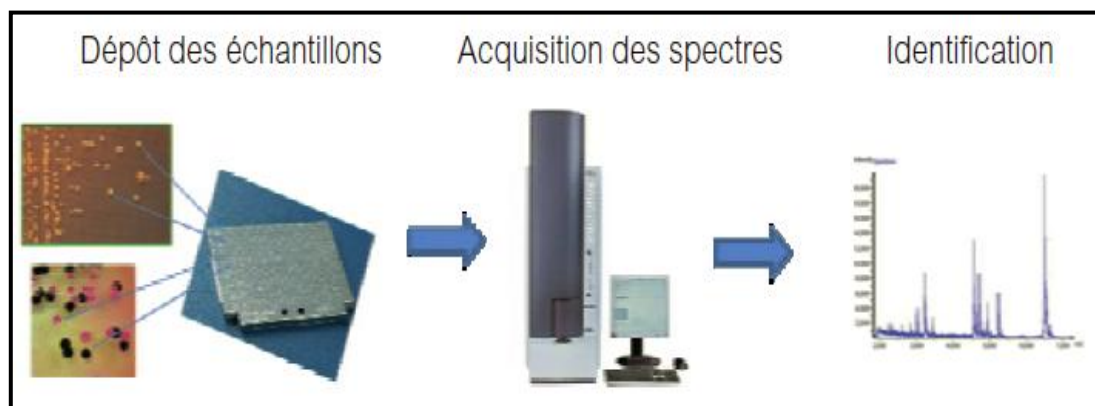 Dépôt des échantillons
Acquisition des spectres
Identification